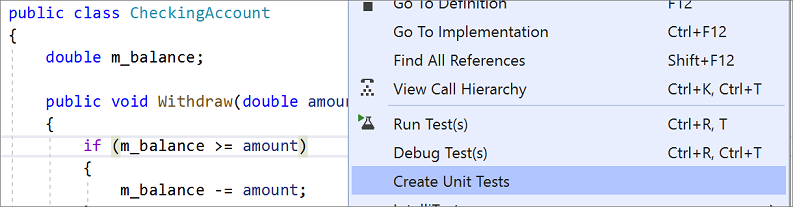 public class CheckingAccount
{
double m_balance;
public void Withdraw(double amou
{
if (m_balance >= amount)
{
m_balance -= amount;
Go To Definition F12
Go To Implementation Ctrl+F12
Find All References Shift+F12
View Call Hierarchy Ctrl+K, Ctrl+T
Run Test(s) Ctrl+R, T
Debug Test(s) Ctrl+R, Ctrl+T
Create Unit Tests